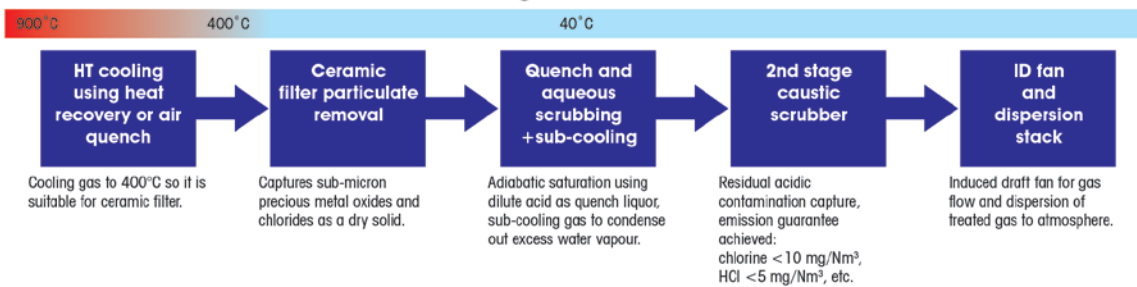 900˚C
400˚C
40˚C
HT cooling
using heat
recovery or air
quench
Ceramic
filter particulate
removal
Quench and
aqueous
scrubbing
+sub-cooling
2nd stage
caustic
scrubber
ID fan
and
dispersion
stack
Cooling gas to 400°C so it is
suitable for ceramic filter.
Captures sub-micron
precious metal oxides and
chlorides as a dry solid.
Adiabatic saturation using
dilute acid as quench liquor,
sub-cooling gas to condense
out excess water vapour.
Residual acidic
contamination capture,
emission guarantee
achieved:
chlorine <10 mg/Nm³,
HCl <5 mg/Nm³, etc.
Induced draft fan for gas
flow and dispersion of
treated gas to atmosphere.